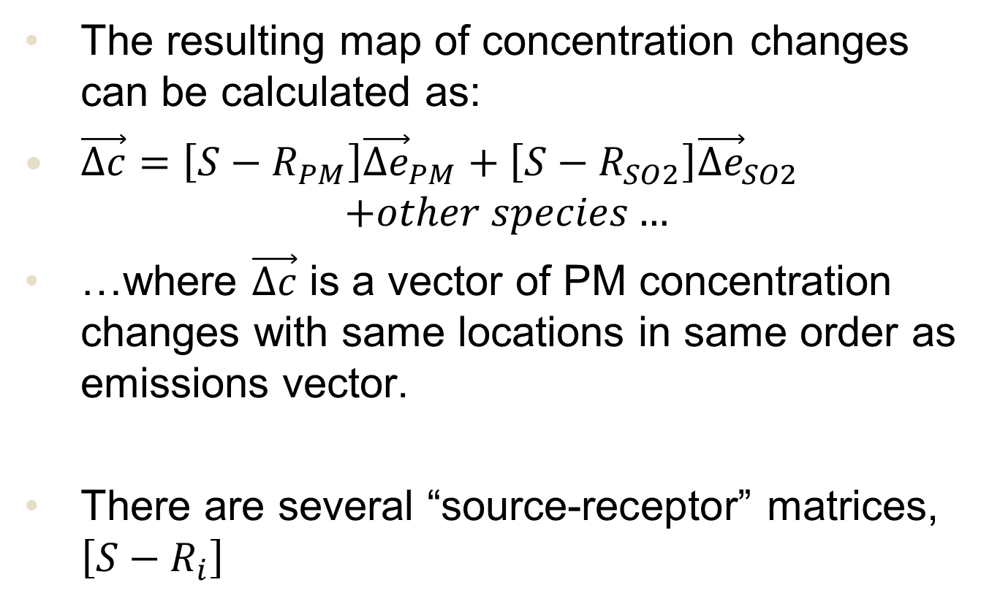 • The resulting map of concentration changes
can be calculated as:
• $\overrightarrow{\Delta c} = [S - R_{PM}]\overrightarrow{\Delta e}_{PM} + [S - R_{SO2}]\overrightarrow{\Delta e}_{SO2}$
$+other\ species\ …$
• …where $\overrightarrow{\Delta c}$ is a vector of PM concentration
changes with same locations in same order as
emissions vector.
• There are several “source-receptor” matrices,
$[S - R_i]$